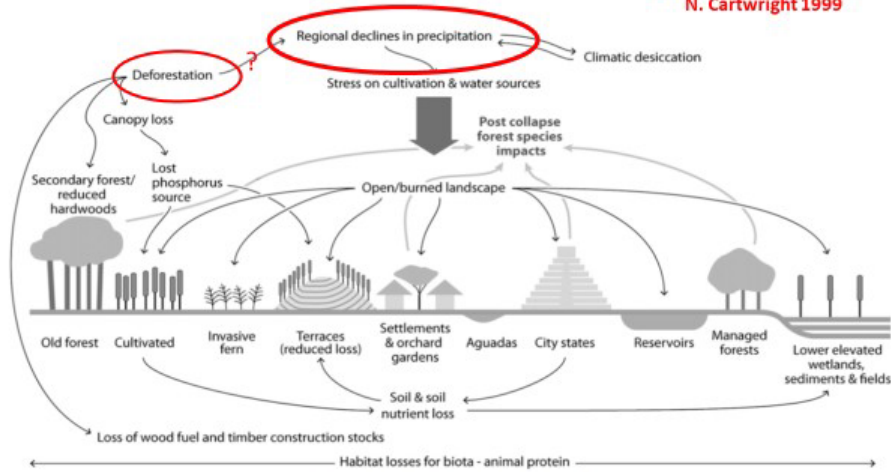 N. Cartwright 1999
Regional declines in precipitation
?
Climatic desiccation
Deforestation
Stress on cultivation & water sources
Canopy loss
Post collapse
forest species
impacts
Lost
phosphorus
source
Secondary forest/
reduced
hardwoods
Open/burned landscape
Old forest
Cultivated
Invasive
fern
Terraces
(reduced loss)
Settlements
& orchard
gardens
Aguadas
City states
Reservoirs
Managed
forests
Lower elevated
wetlands,
sediments & fields
Soil & soil
nutrient loss
Loss of wood fuel and timber construction stocks
Habitat losses for biota - animal protein